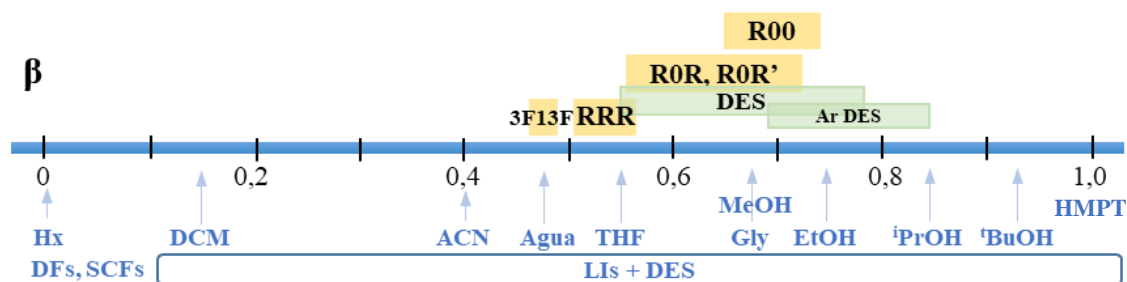 R00
β
R0R, R0R’
DES
3F13F RRR
Ar DES
0 0,2 0,4 0,6 0,8 1,0
MeOH HMPT
Hx DCM ACN Agua THF Gly EtOH ⁱPrOH ᵗBuOH
DFs, SCFs
LIs + DES